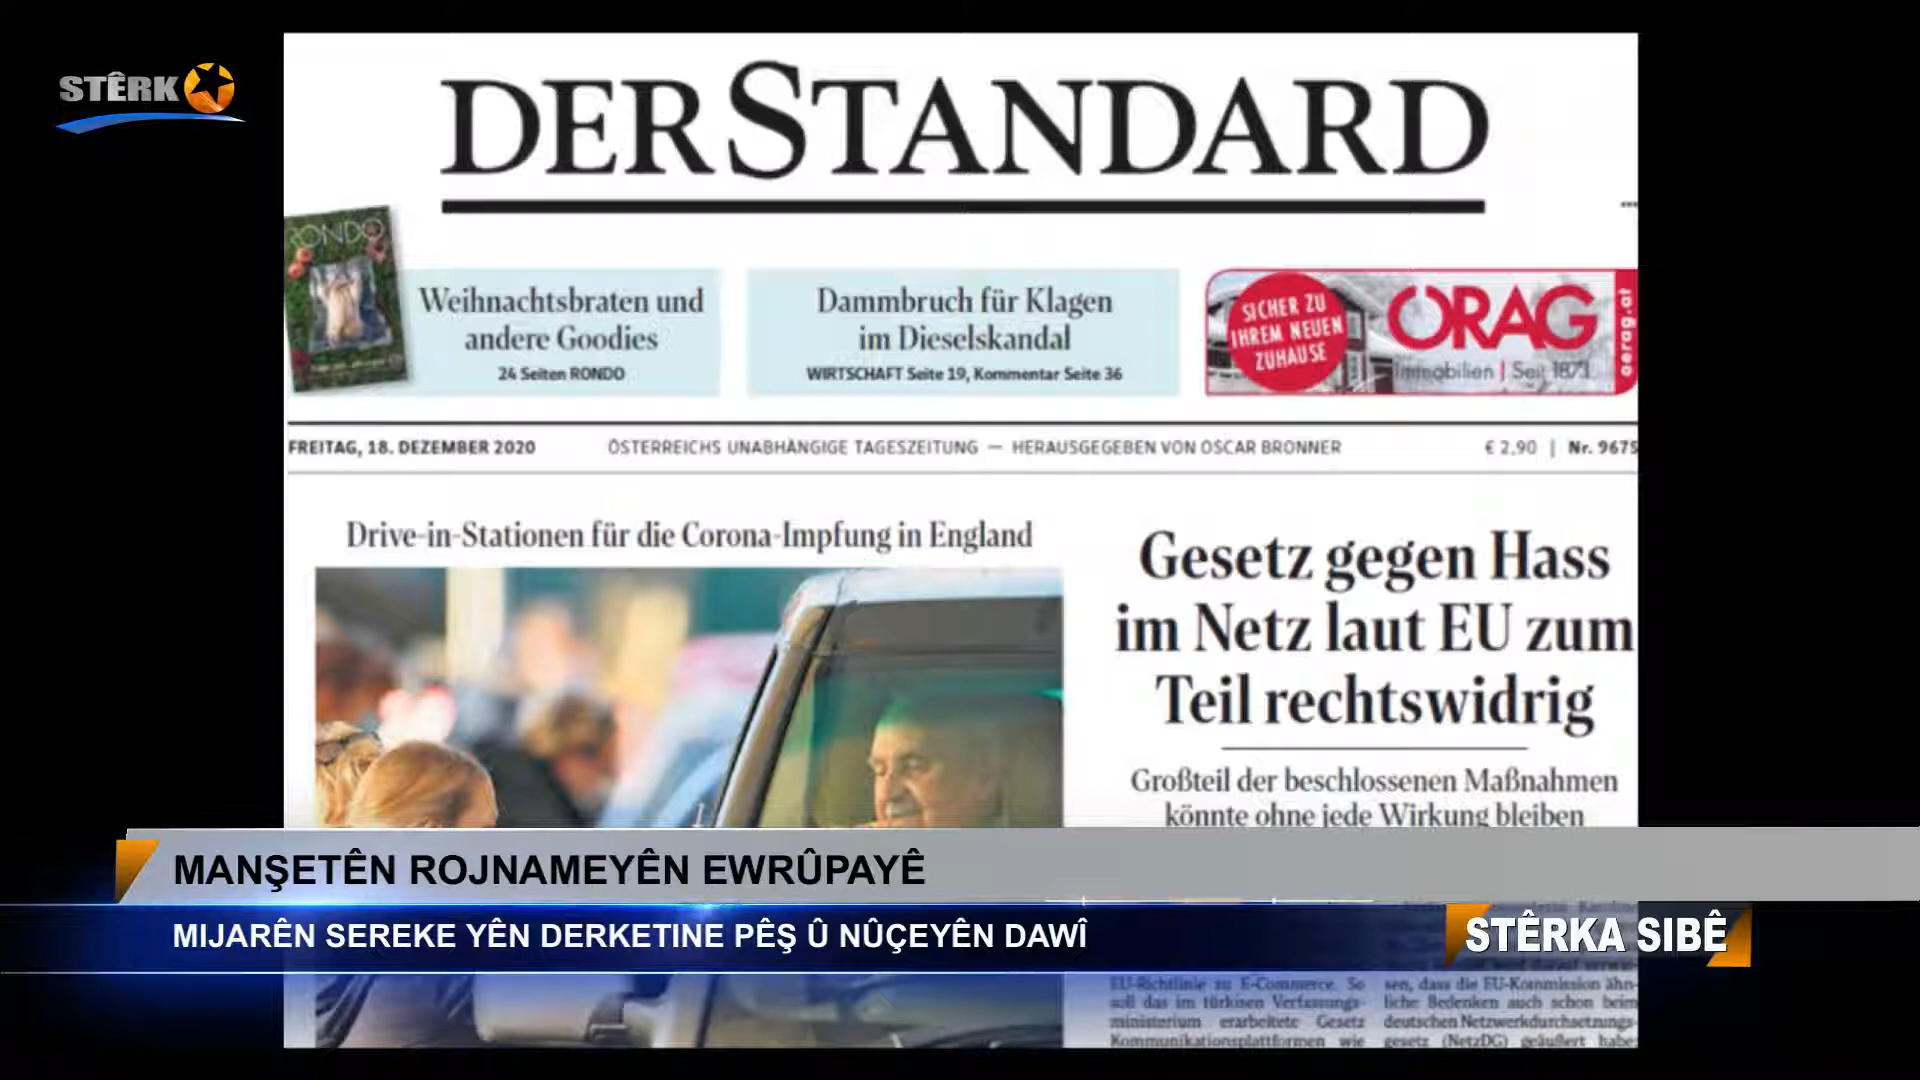 STÊRK
DERSTANDARD
RONDO
Weihnachtsbraten und
andere Goodies
24 Seiten RONDO
Dammbruch für Klagen
im Dieselskandal
WIRTSCHAFT Seite 19, Kommentar Seite 36
SICHER ZU
IHREM NEUEN
ZUHAUSE
ÖRAG
Immobilien | Seit 1871
oerag.at
FREITAG, 18. DEZEMBER 2020
ÖSTERREICHS UNABHÄNGIGE TAGESZEITUNG — HERAUSGEGEBEN VON OSCAR BRONNER
€ 2,90 | Nr. 9675
Drive-in-Stationen für die Corona-Impfung in England
Gesetz gegen Hass
im Netz laut EU zum
Teil rechtswidrig
Großteil der beschlossenen Maßnahmen
könnte ohne jede Wirkung bleiben
MANŞETÊN ROJNAMEYÊN EWRÛPAYÊ
MIJARÊN SEREKE YÊN DERKETINE PÊŞ Û NÛÇEYÊN DAWÎ
STÊRKA SIBÊ
EU-Richtlinie zu E-Commerce. So
soll das im türkisen Verfassungs-
ministerium erarbeitete Gesetz
Kommunikationsplattformen wie
sen, dass die EU-Kommission ähn-
liche Bedenken auch schon beim
deutschen Netzwerkdurchsetzungs-
gesetz (NetzDG) geäußert habe